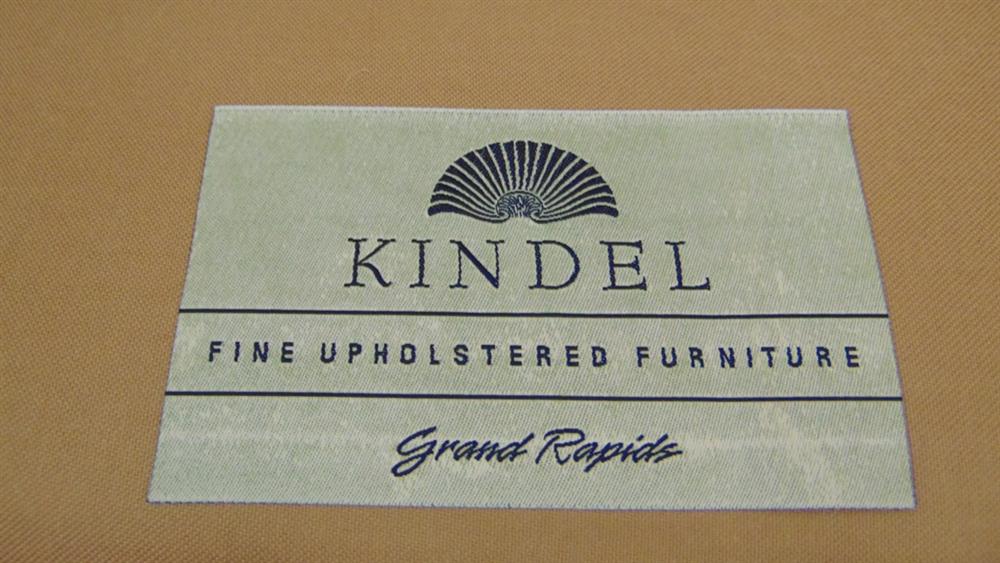 KINDEL
FINE UPHOLSTERED FURNITURE
Grand Rapids